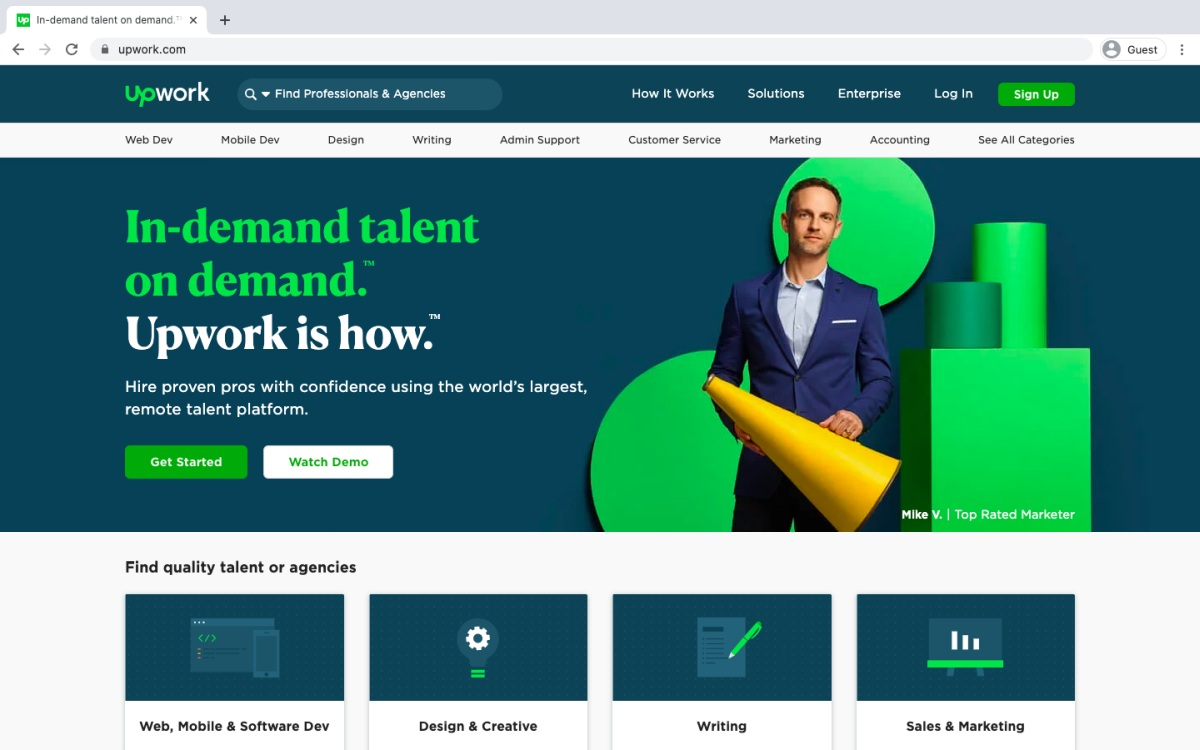 Up In-demand talent on demand.™
upwork.com
Guest
Upwork
Find Professionals & Agencies
How It Works
Solutions
Enterprise
Log In
Sign Up
Web Dev
Mobile Dev
Design
Writing
Admin Support
Customer Service
Marketing
Accounting
See All Categories
In-demand talent
on demand.™
Upwork is how.™
Hire proven pros with confidence using the world’s largest,
remote talent platform.
Get Started
Watch Demo
Mike V. | Top Rated Marketer
Find quality talent or agencies
</>
Web, Mobile & Software Dev
Design & Creative
Writing
Sales & Marketing